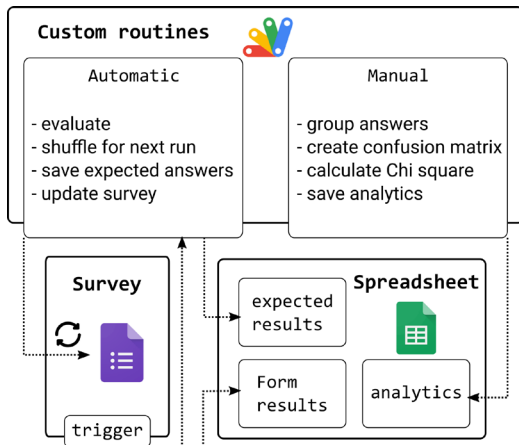 Custom routines
Automatic
- evaluate
- shuffle for next run
- save expected answers
- update survey
Manual
- group answers
- create confusion matrix
- calculate Chi square
- save analytics
Survey
trigger
Spreadsheet
expected
results
Form
results
analytics